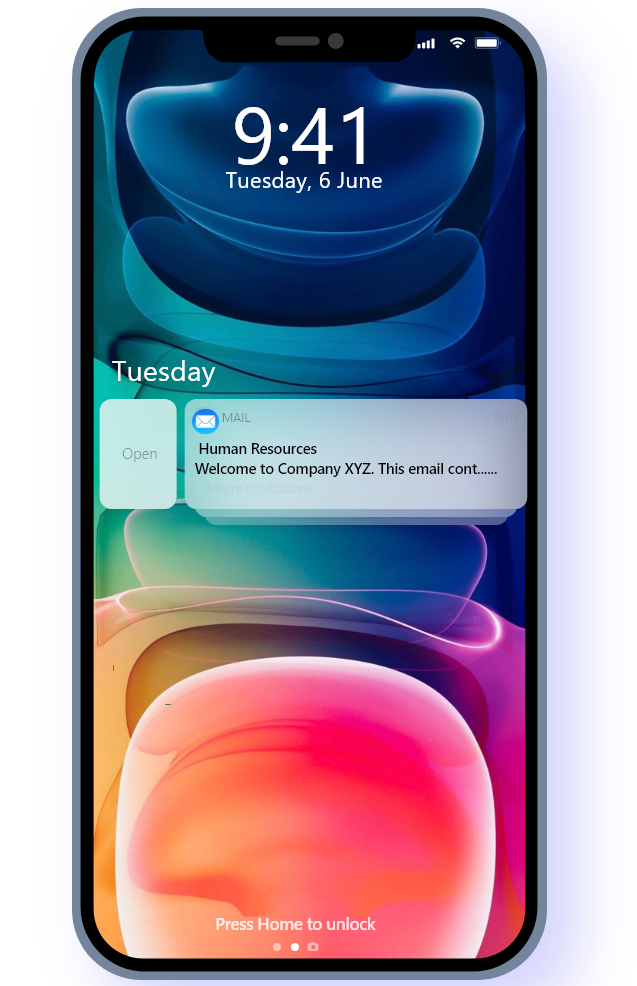 9:41
Tuesday, 6 June
Tuesday
Open
MAIL
Time
Human Resources
Welcome to Company XYZ. This email cont......
9 more notifications
Press Home to unlock